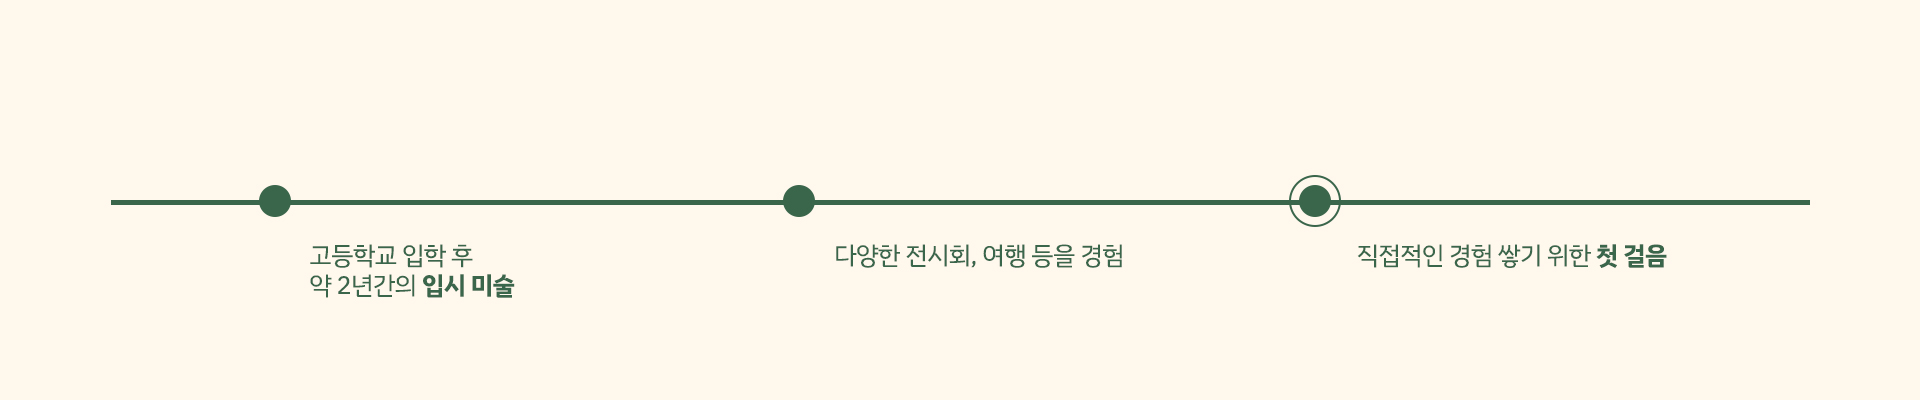 고등학교 입학 후
약 2년간의 입시 미술
다양한 전시회, 여행 등을 경험
직접적인 경험 쌓기 위한 첫 걸음